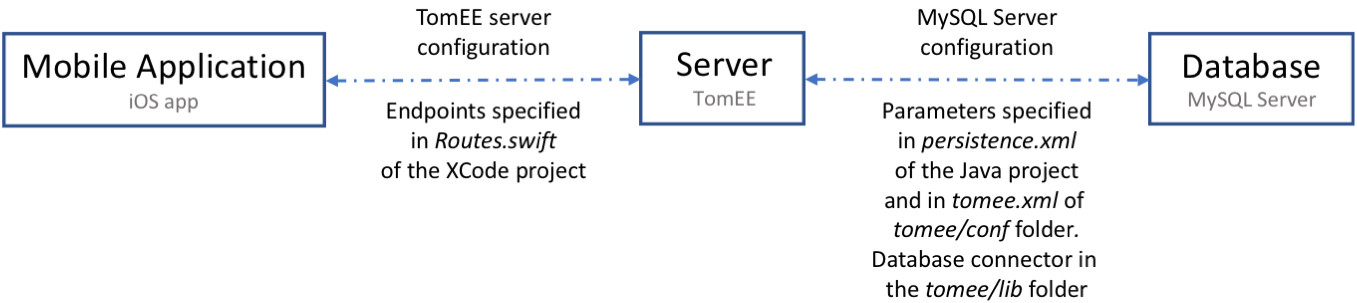 Mobile Application
iOS app
TomEE server
configuration
Endpoints specified
in Routes.swift
of the XCode project
Server
TomEE
MySQL Server
configuration
Parameters specified
in persistence.xml
of the Java project
and in tomee.xml of
tomee/conf folder.
Database connector in
the tomee/lib folder
Database
MySQL Server